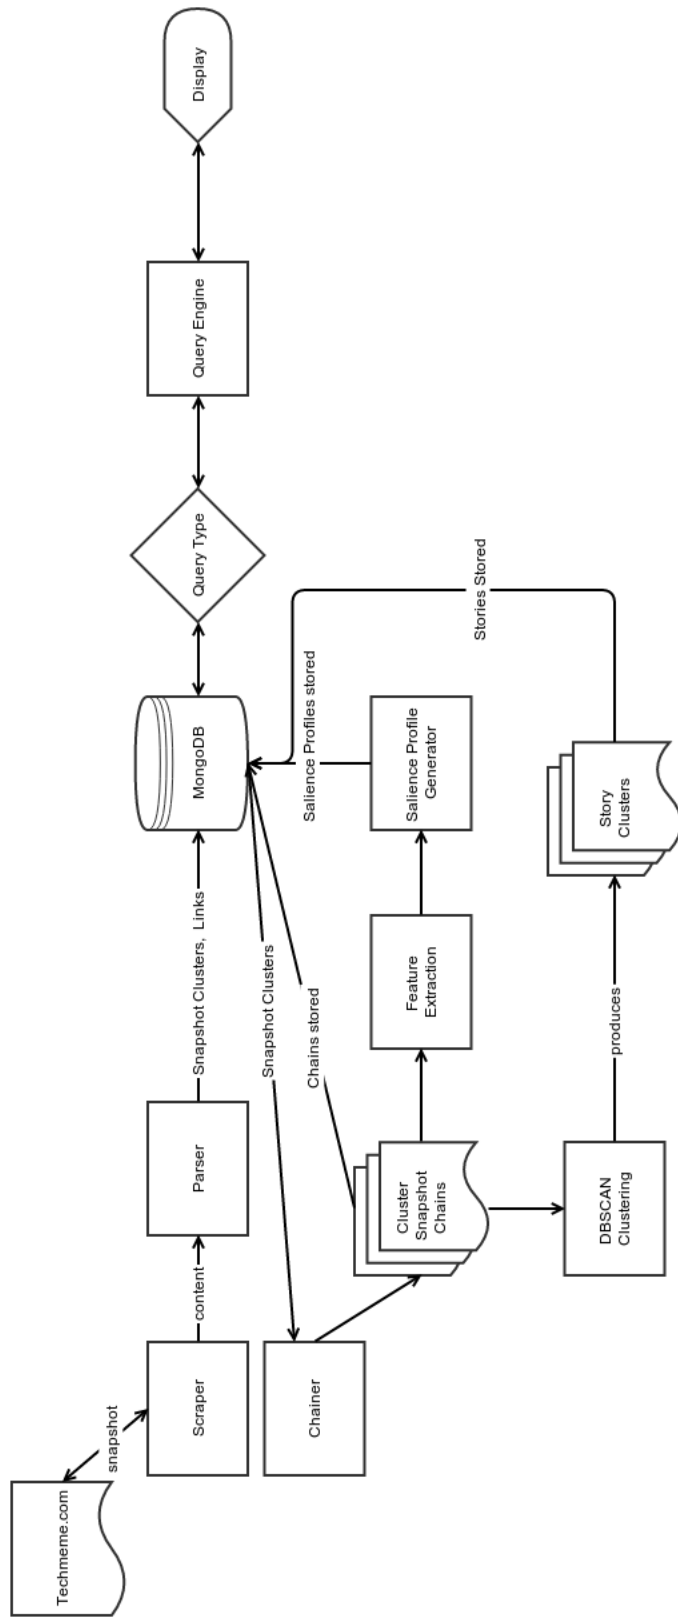 Techmeme.com
snapshot
Scraper
content
Parser
Snapshot Clusters, Links
MongoDB
Query Type
Query Engine
Display
Chainer
Snapshot Clusters
Chains stored
Cluster
Snapshot
Chains
Feature
Extraction
Salience Profile
Generator
Salience Profiles stored
DBSCAN
Clustering
produces
Story
Clusters
Stories Stored